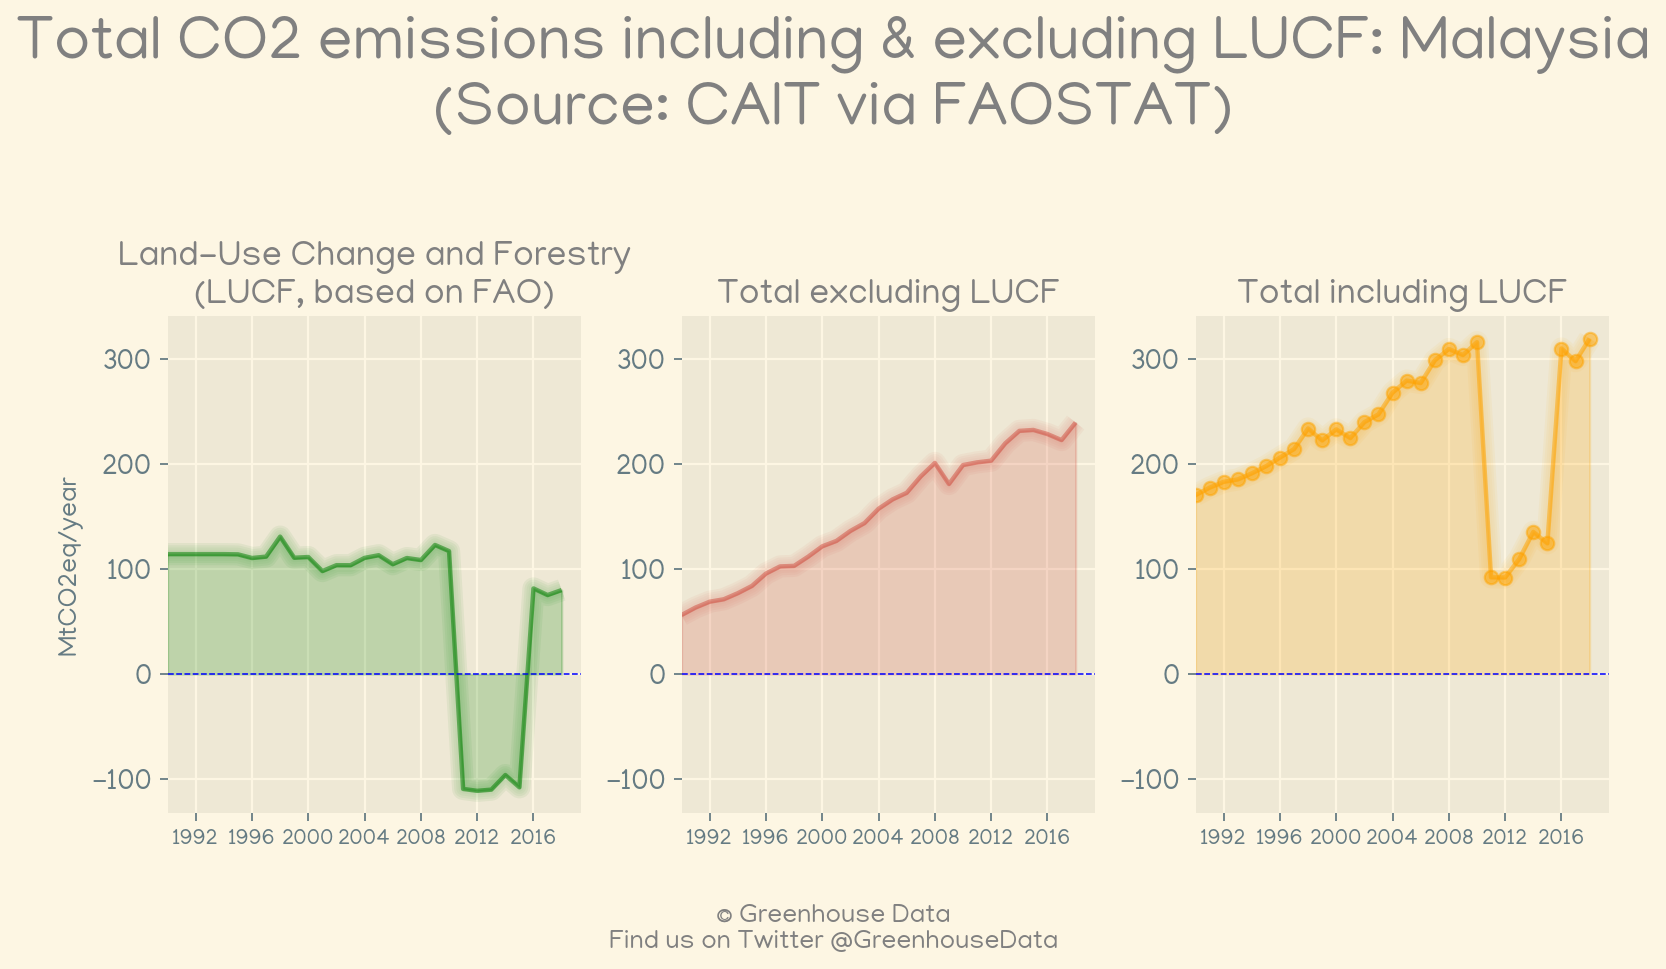 Total CO2 emissions including & excluding LUCF: Malaysia
(Source: CAIT via FAOSTAT)
Land-Use Change and Forestry
(LUCF, based on FAO)
Total excluding LUCF
Total including LUCF
MtCO2eq/year
300
200
100
0
-100
1992 1996 2000 2004 2008 2012 2016
300
200
100
0
-100
1992 1996 2000 2004 2008 2012 2016
300
200
100
0
-100
1992 1996 2000 2004 2008 2012 2016
© Greenhouse Data
Find us on Twitter @GreenhouseData